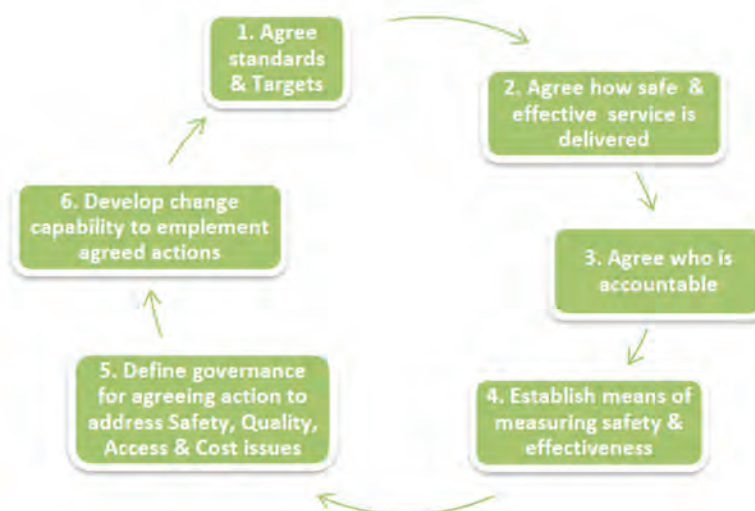 1. Agree
standards
& Targets
2. Agree how safe &
effective service is
delivered
3. Agree who is
accountable
4. Establish means of
measuring safety &
effectiveness
5. Define governance
for agreeing action to
address Safety, Quality,
Access & Cost issues
6. Develop change
capability to emplement
agreed actions